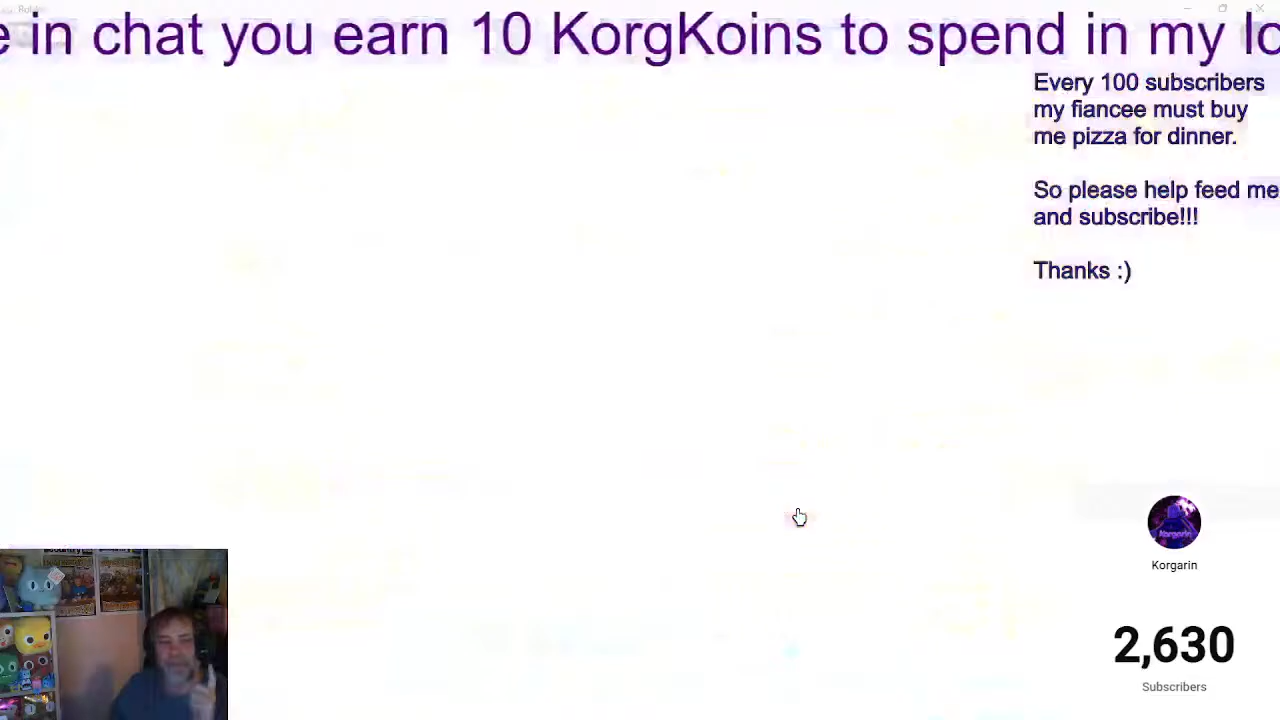 e in chat you earn 10 KorgKoins to spend in my lo
Every 100 subscribers
my fiancee must buy
me pizza for dinner.
So please help feed me
and subscribe!!!
Thanks :)
Korgarin
2,630
Subscribers